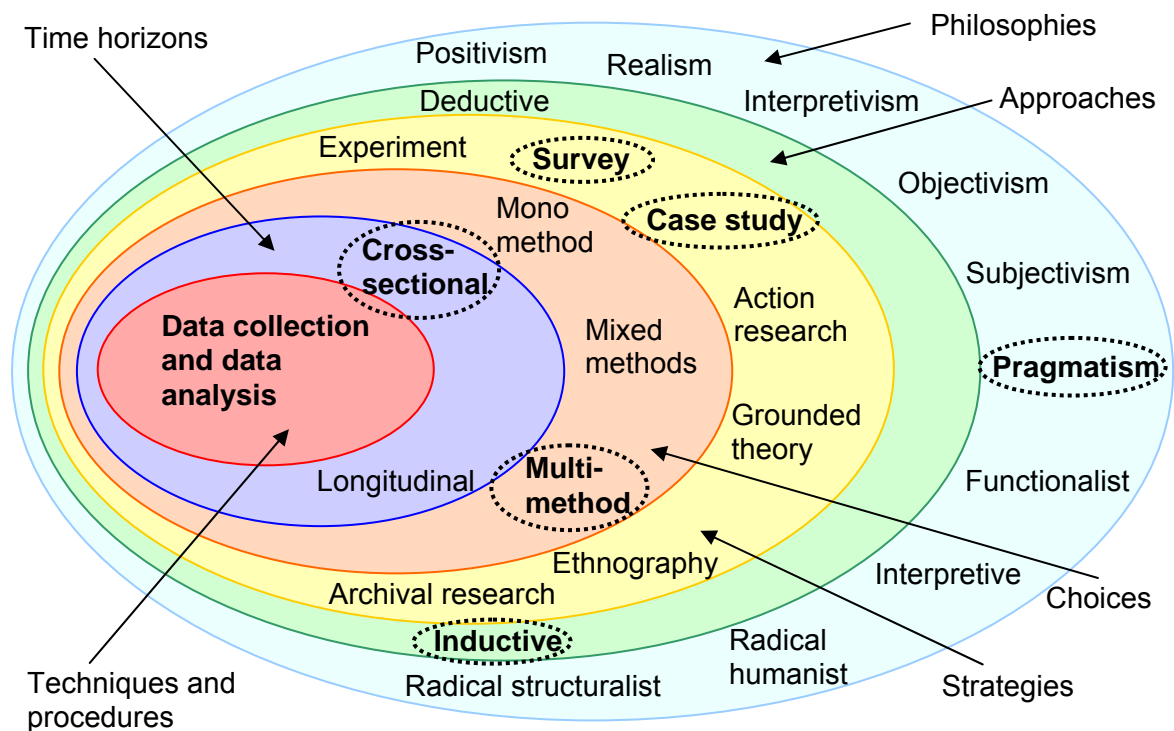 Time horizons
Philosophies
Positivism
Realism
Interpretivism
Approaches
Deductive
Experiment
Survey
Objectivism
Mono
method
Case study
Cross-
sectional
Subjectivism
Data collection
and data
analysis
Mixed
methods
Action
research
Pragmatism
Grounded
theory
Longitudinal
Multi-
method
Functionalist
Ethnography
Interpretive
Choices
Archival research
Inductive
Radical
humanist
Radical structuralist
Strategies
Techniques and
procedures